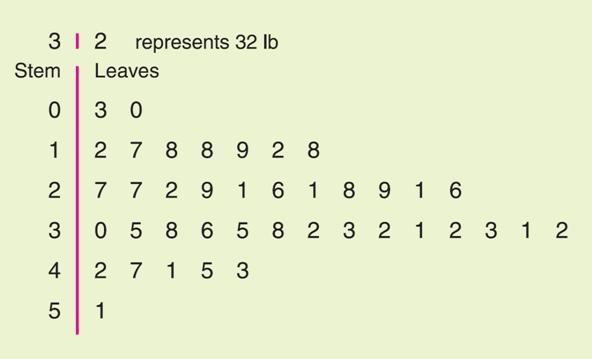 3 | 2 represents 32 lb
Stem | Leaves
0 | 3 0
1 | 2 7 8 8 9 2 8
2 | 7 7 2 9 1 6 1 8 9 1 6
3 | 0 5 8 6 5 8 2 3 2 1 2 3 1 2
4 | 2 7 1 5 3
5 | 1